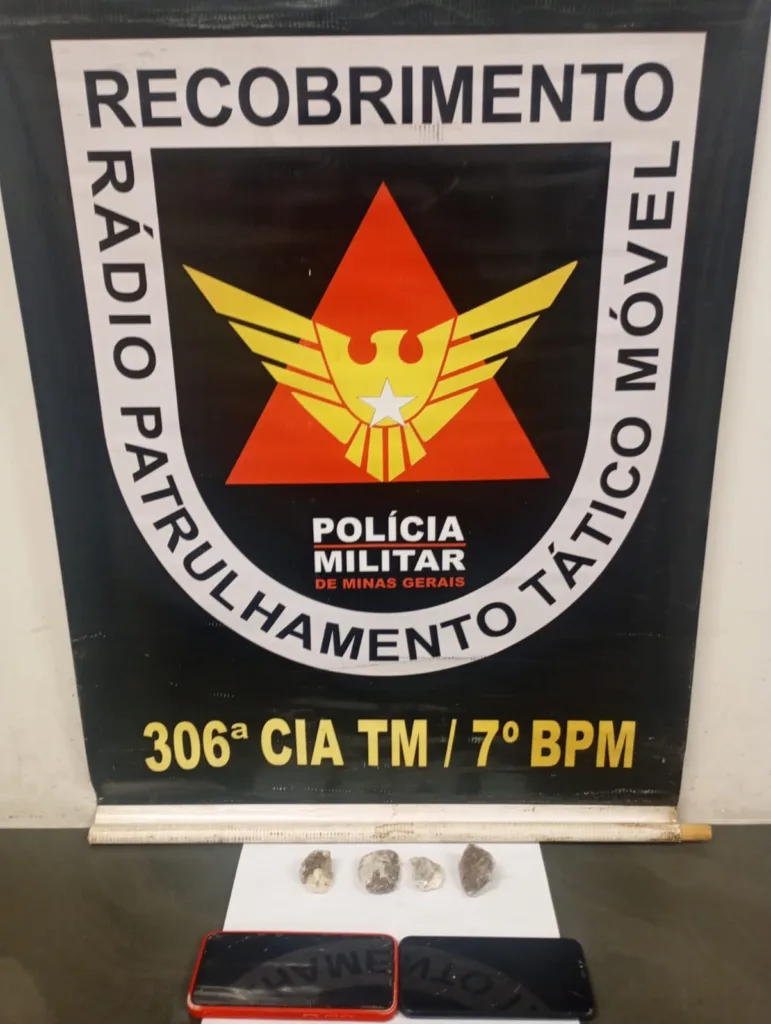 RECOBRIMENTO
RÁDIO PATRULHAMENTO TÁTICO MÓVEL
POLÍCIA
MILITAR
DE MINAS GERAIS
306ª CIA TM / 7º BPM